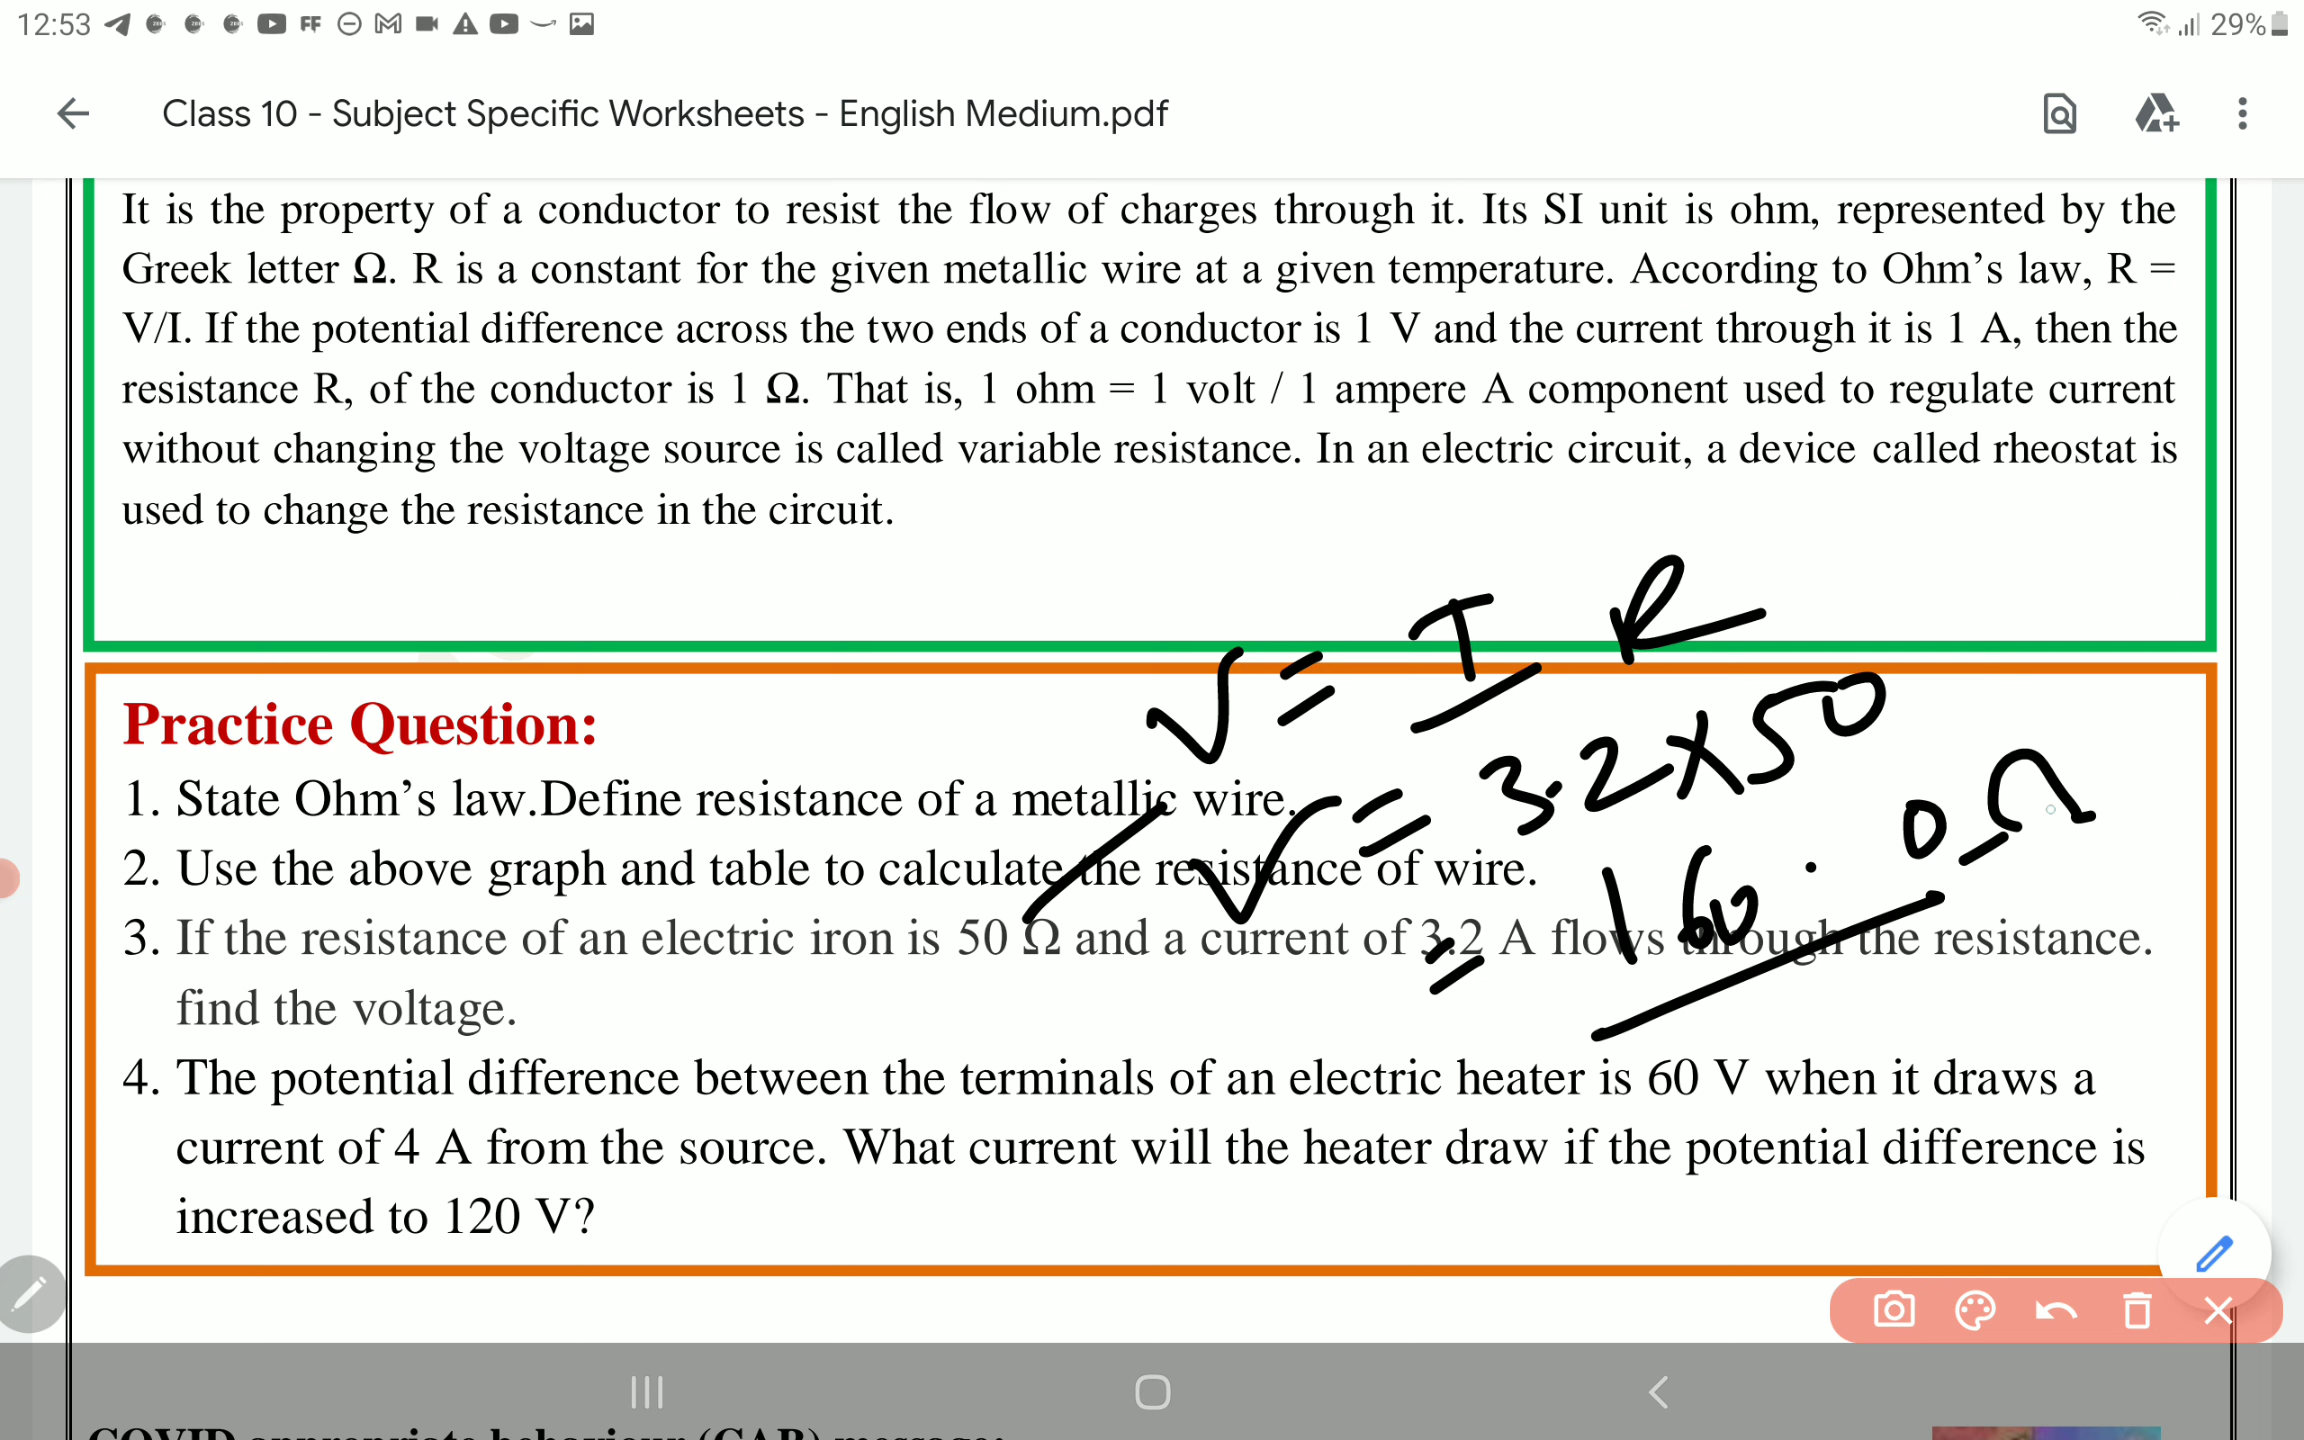 12:53 29%
Class 10 - Subject Specific Worksheets - English Medium.pdf
It is the property of a conductor to resist the flow of charges through it. Its SI unit is ohm, represented by the
Greek letter Ω. R is a constant for the given metallic wire at a given temperature. According to Ohm’s law, R =
V/I. If the potential difference across the two ends of a conductor is 1 V and the current through it is 1 A, then the
resistance R, of the conductor is 1 Ω. That is, 1 ohm = 1 volt / 1 ampere A component used to regulate current
without changing the voltage source is called variable resistance. In an electric circuit, a device called rheostat is
used to change the resistance in the circuit.
V = I R
Practice Question:
V = 3.2 x 50
= 160.0 Ω
1. State Ohm’s law.Define resistance of a metallic wire.
2. Use the above graph and table to calculate the resistance of wire.
3. If the resistance of an electric iron is 50 Ω and a current of 3.2 A flows through the resistance.
find the voltage.
4. The potential difference between the terminals of an electric heater is 60 V when it draws a
current of 4 A from the source. What current will the heater draw if the potential difference is
increased to 120 V?
COVID appropriate behaviour (CAB) message: